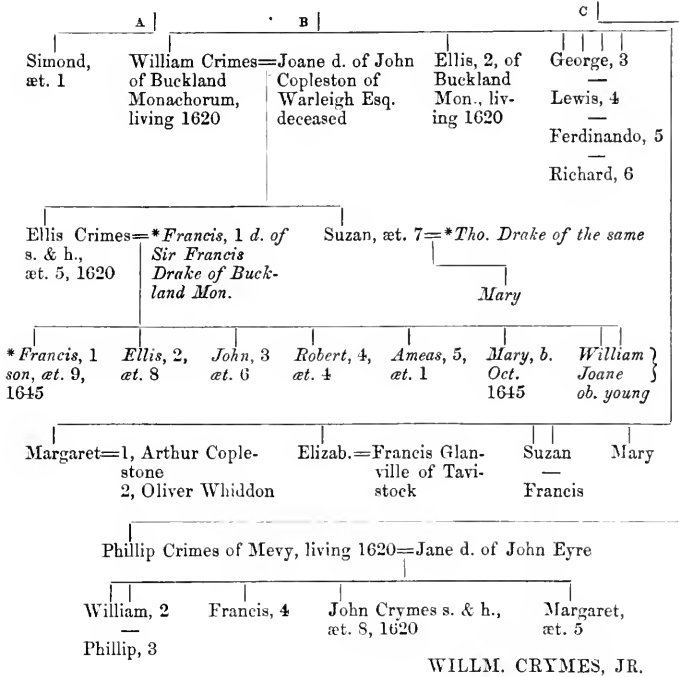 A B C
Simond, William Crimes=Joane d. of John Ellis, 2, of George, 3
æt. 1 of Buckland Copleston of Buckland —
Monachorum, Warleigh Esq. Mon., liv- Lewis, 4
living 1620 deceased ing 1620 —
Ferdinando, 5
—
Richard, 6
Ellis Crimes=*Francis, 1 d. of Suzan, æt. 7=*Tho. Drake of the same
s. & h., Sir Francis
æt. 5, 1620 Drake of Buck-
land Mon. Mary
*Francis, 1 Ellis, 2, John, 3 Robert, 4, Ameas, 5, Mary, b. William }
son, æt. 9, æt. 8 æt. 6 æt. 4 æt. 1 Oct. Joane
1645 1645 ob. young
Margaret=1, Arthur Cople- Elizab.=Francis Glan- Suzan Mary
stone ville of Tavi- —
2, Oliver Whiddon stock Francis
Phillip Crimes of Mevy, living 1620=Jane d. of John Eyre
William, 2 Francis, 4 John Crymes s. & h., Margaret,
— æt. 8, 1620 æt. 5
Phillip, 3
WILLM. CRYMES, JR.